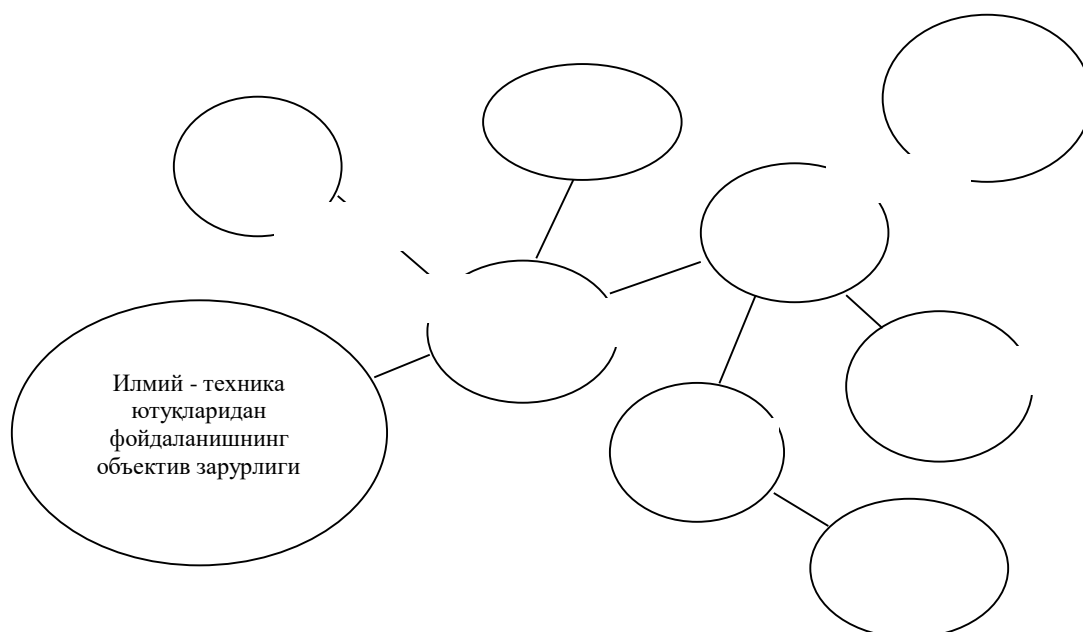 Илмий - техника
ютуқларидан
фойдаланишнинг
объектив зарурлиги